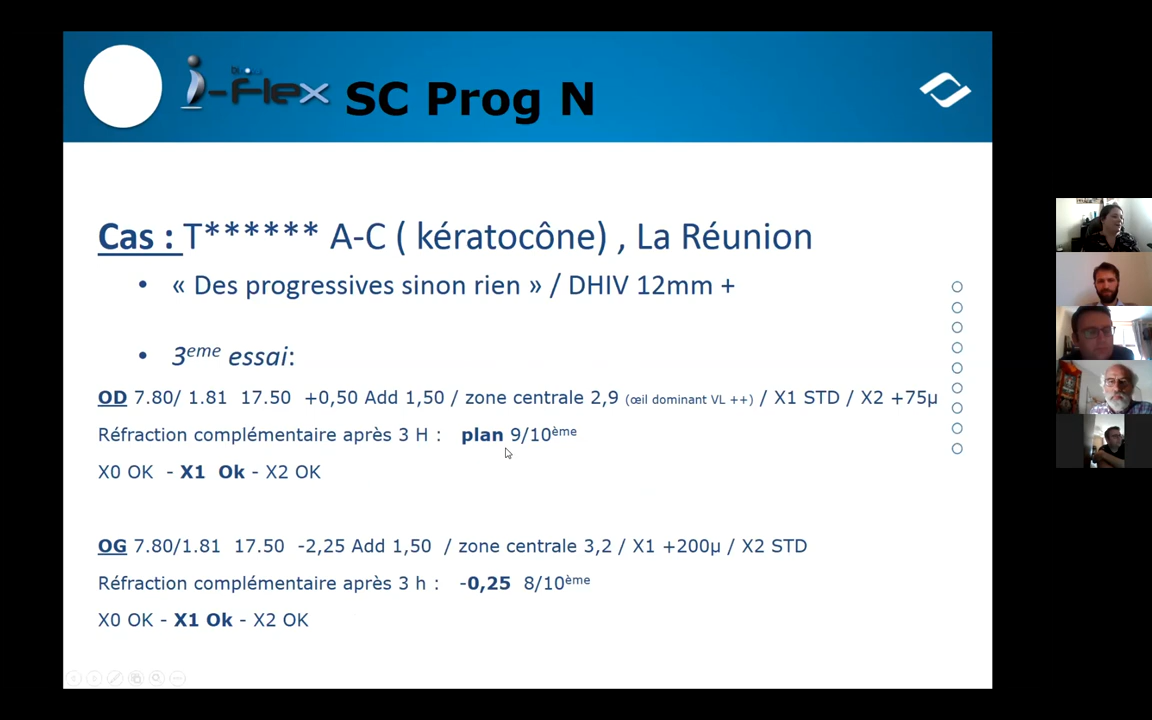 i-flex SC Prog N
Cas : T****** A-C ( kératocône) , La Réunion
• « Des progressives sinon rien » / DHIV 12mm +
• 3eme essai:
OD 7.80/ 1.81 17.50 +0,50 Add 1,50 / zone centrale 2,9 (œil dominant VL ++) / X1 STD / X2 +75µ
Réfraction complémentaire après 3 H : plan 9/10ème
X0 OK - X1 Ok - X2 OK
OG 7.80/1.81 17.50 -2,25 Add 1,50 / zone centrale 3,2 / X1 +200µ / X2 STD
Réfraction complémentaire après 3 h : -0,25 8/10ème
X0 OK - X1 Ok - X2 OK